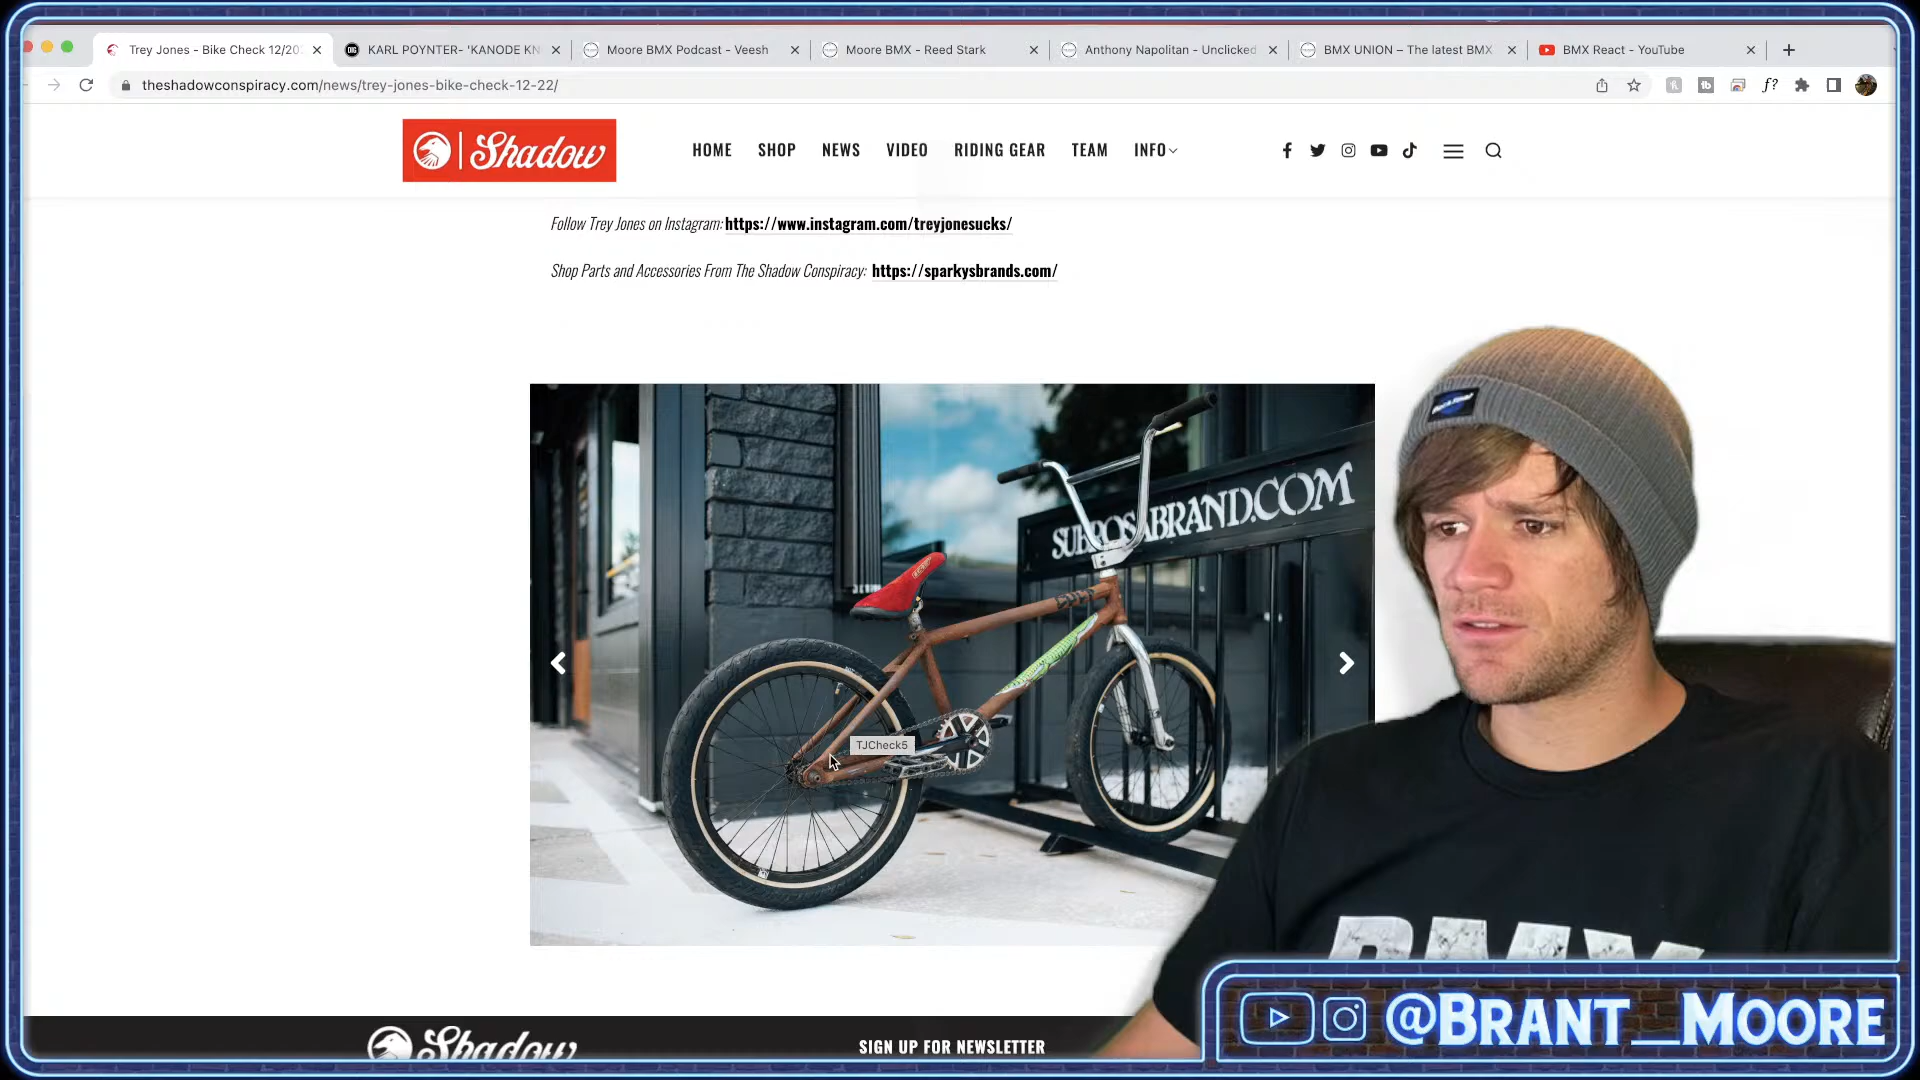 Trey Jones - Bike Check 12/202
KARL POYNTER- 'KANODE KN
Moore BMX Podcast - Veesh
Moore BMX - Reed Stark
Anthony Napolitan - Unclicked
BMX UNION – The latest BMX
BMX React - YouTube
theshadowconspiracy.com/news/trey-jones-bike-check-12-22/
Shadow
HOME
SHOP
NEWS
VIDEO
RIDING GEAR
TEAM
INFO
Follow Trey Jones on Instagram: https://www.instagram.com/treyjonesucks/
Shop Parts and Accessories From The Shadow Conspiracy: https://sparkysbrands.com/
SUBROSABRAND.COM
TJCheck5
BMX
@BRANT_MOORE
Shadow
SIGN UP FOR NEWSLETTER